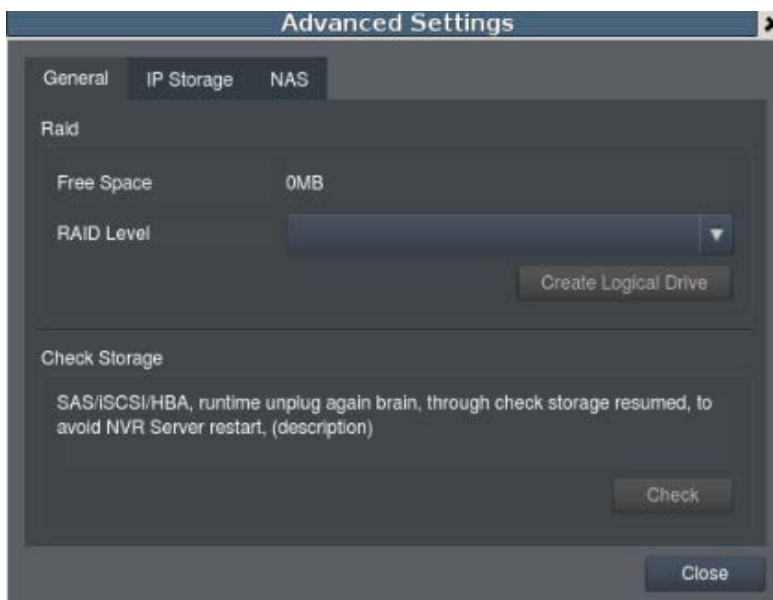 Advanced Settings
General IP Storage NAS
Raid
Free Space 0MB
RAID Level
Create Logical Drive
Check Storage
SAS/iSCSI/HBA, runtime unplug again brain, through check storage resumed, to
avoid NVR Server restart, (description)
Check
Close